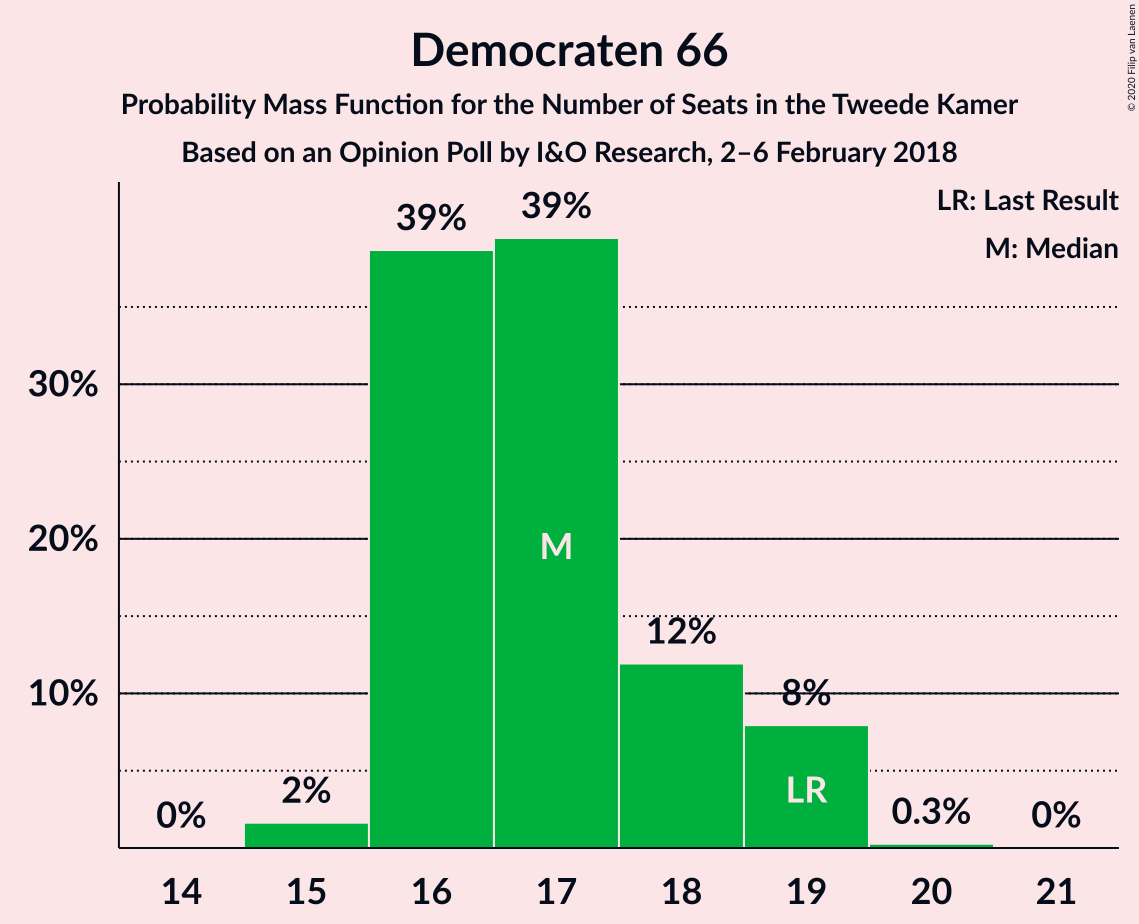 Democraten 66
Probability Mass Function for the Number of Seats in the Tweede Kamer
Based on an Opinion Poll by I&O Research, 2–6 February 2018
© 2020 Filip van Laenen
LR: Last Result
M: Median
39%
39%
30%
20%
10%
M
12%
8%
LR
0%
2%
0.3%
0%
14 15 16 17 18 19 20 21